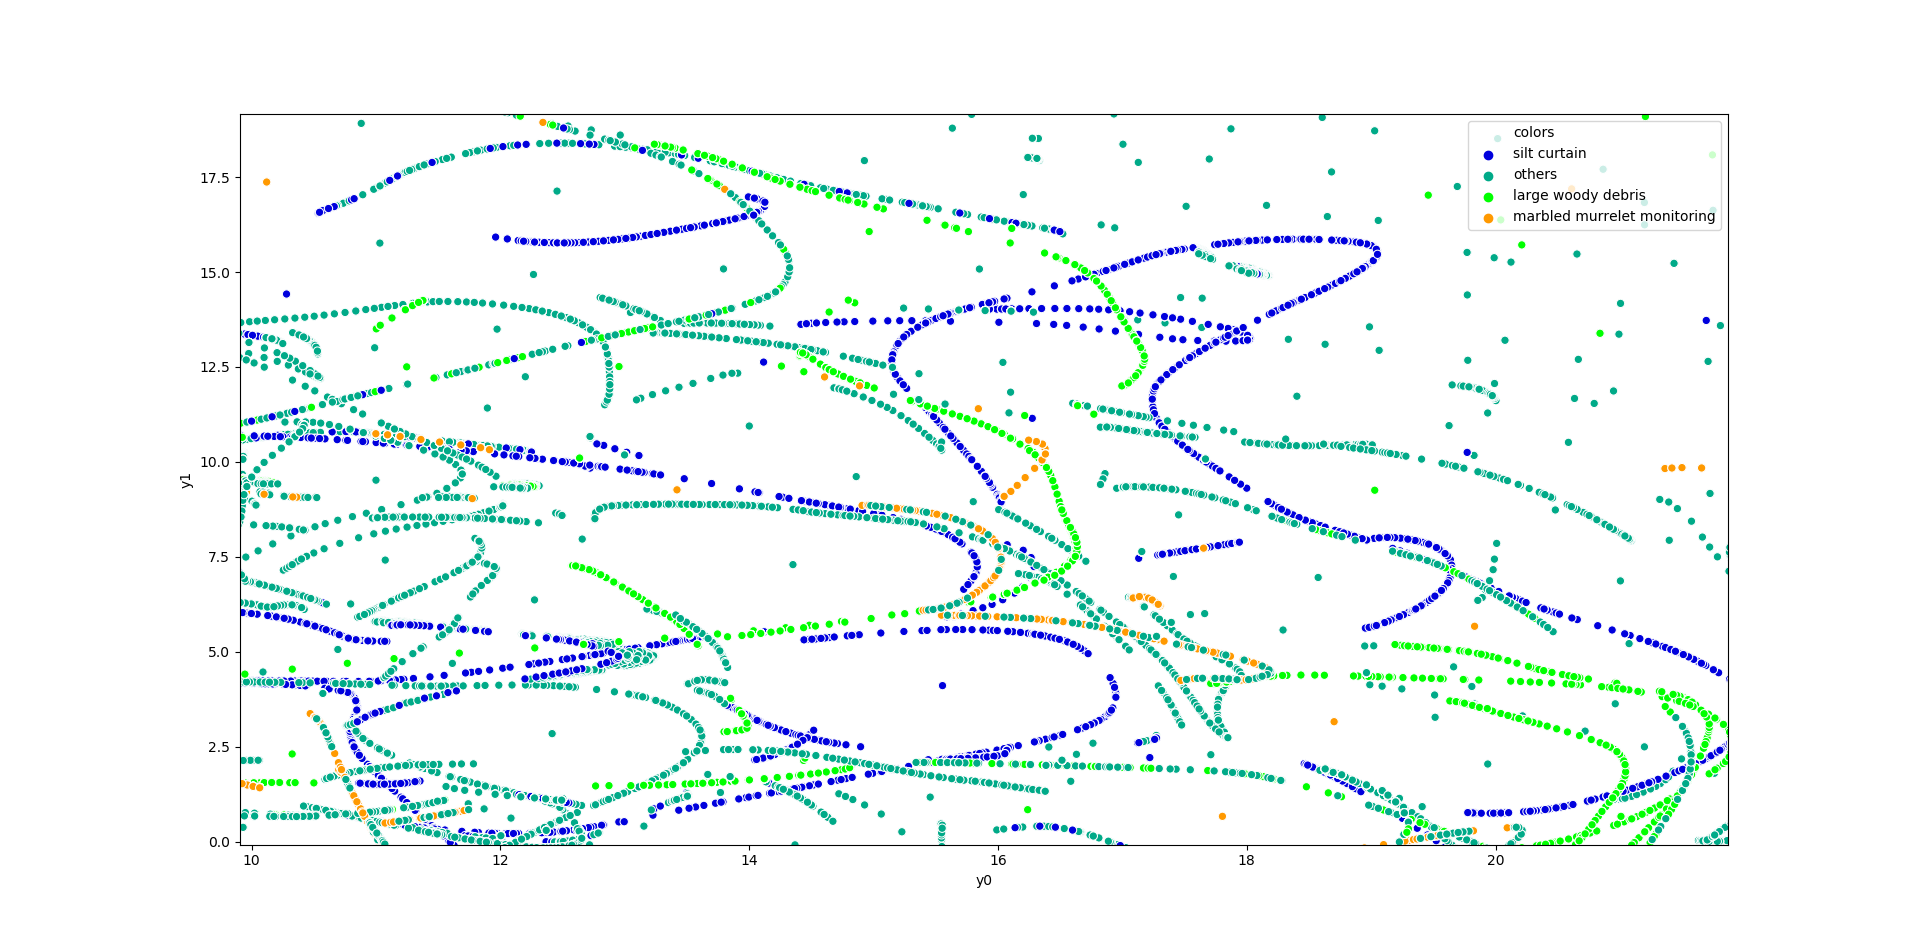 colors
silt curtain
others
large woody debris
marbled murrelet monitoring
17.5
15.0
12.5
10.0
7.5
5.0
2.5
0.0
y1
10 12 14 16 18 20
y0